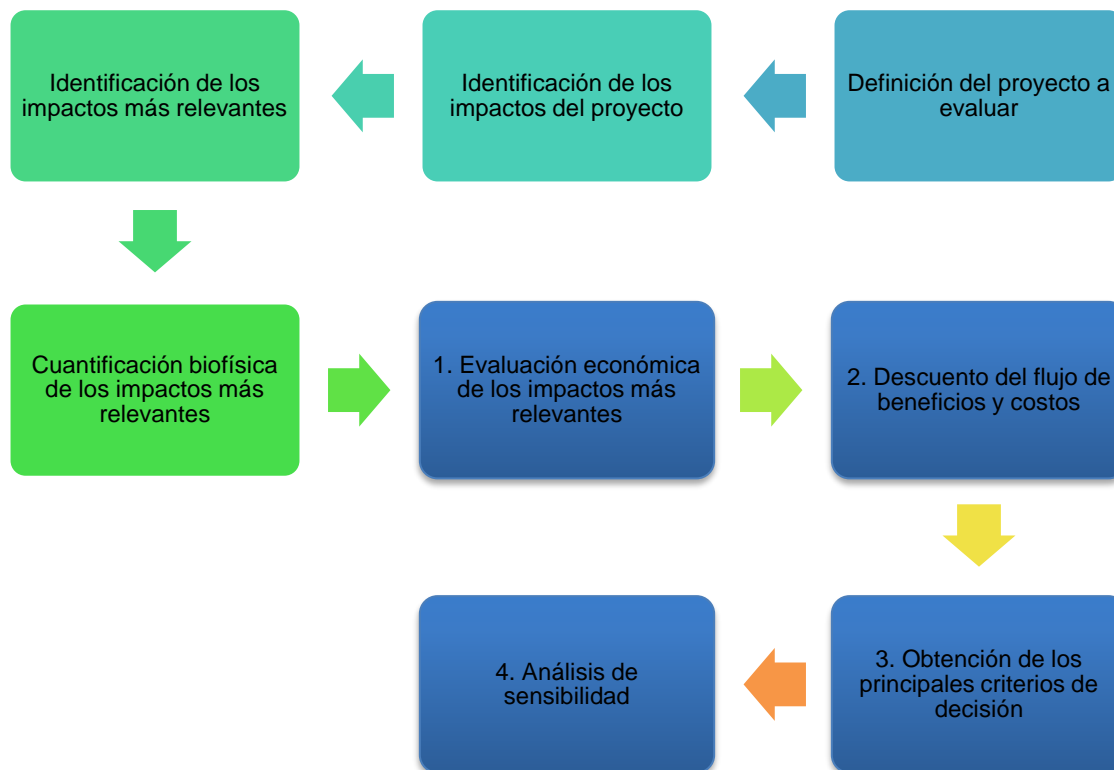 Identificación de los
impactos más relevantes
Identificación de los
impactos del proyecto
Definición del proyecto a
evaluar
Cuantificación biofísica
de los impactos más
relevantes
1. Evaluación económica
de los impactos más
relevantes
2. Descuento del flujo de
beneficios y costos
4. Análisis de
sensibilidad
3. Obtención de los
principales criterios de
decisión